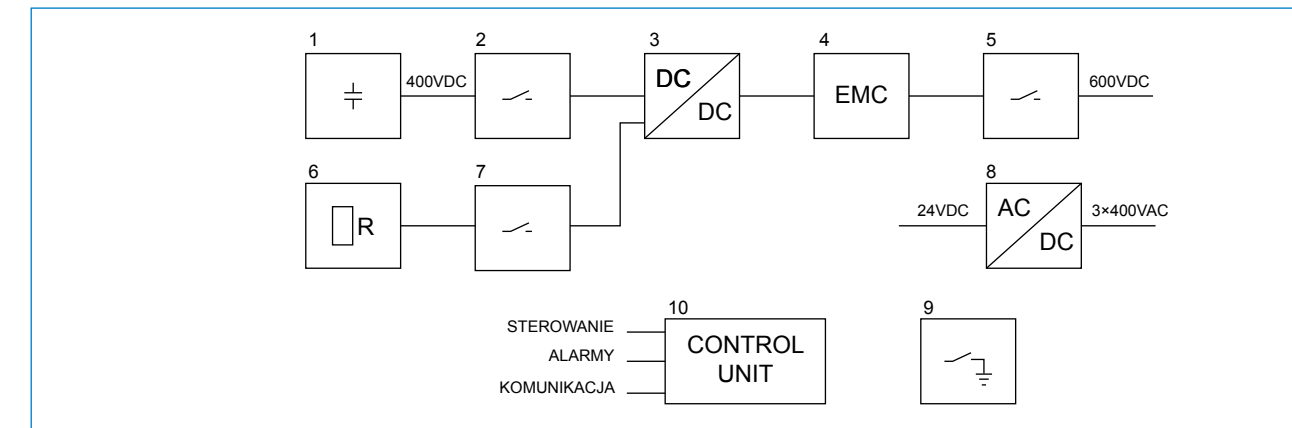 1 2 3 4 5
400VDC DC DC EMC 600VDC
6 7 8
R 24VDC AC DC 3×400VAC
10 9
STEROWANIE
ALARMY
KOMUNIKACJA
CONTROL
UNIT